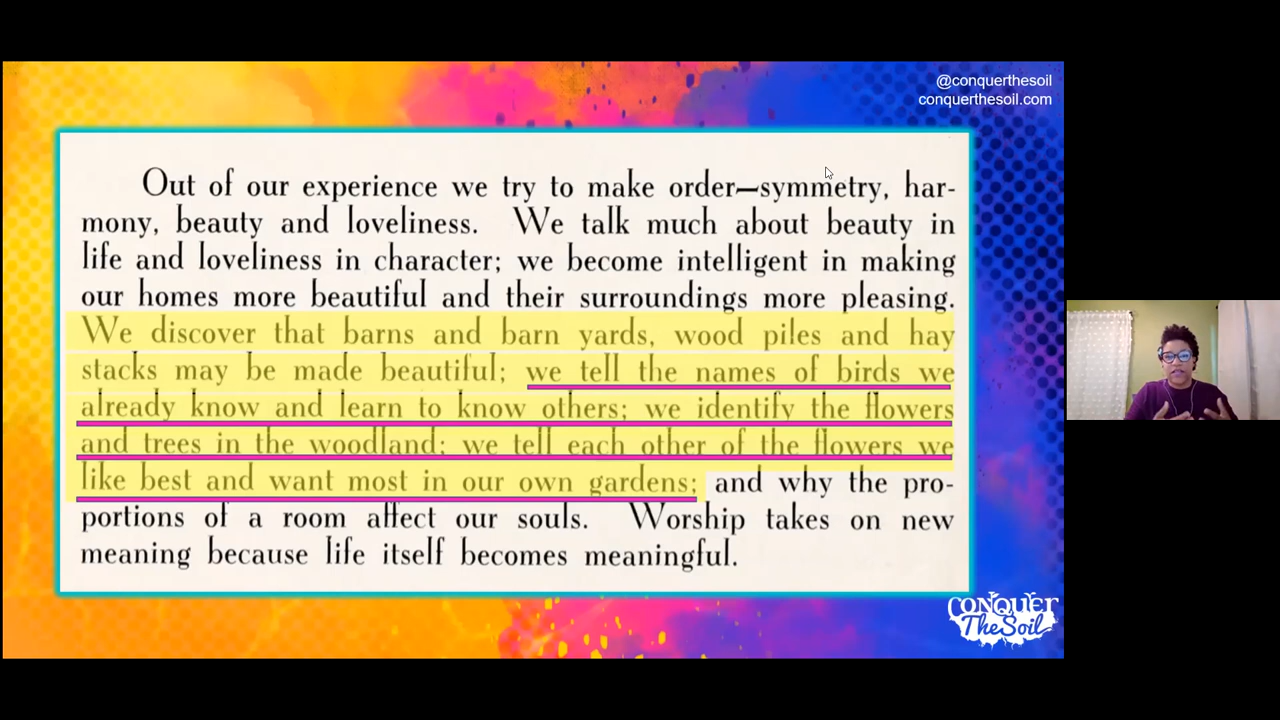 @conquerthesoil
conquerthesoil.com
Out of our experience we try to make order—symmetry, har-
mony, beauty and loveliness. We talk much about beauty in
life and loveliness in character; we become intelligent in making
our homes more beautiful and their surroundings more pleasing.
We discover that barns and barn yards, wood piles and hay
stacks may be made beautiful; we tell the names of birds we
already know and learn to know others; we identify the flowers
and trees in the woodland; we tell each other of the flowers we
like best and want most in our own gardens; and why the pro-
portions of a room affect our souls. Worship takes on new
meaning because life itself becomes meaningful.
CONQUER
TheSoil